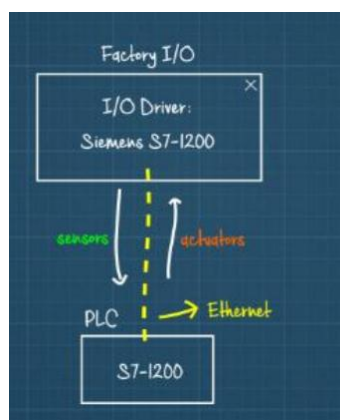 Factory I/O
I/O Driver:
Siemens S7-1200
sensors
actuators
Ethernet
PLC
S7-1200